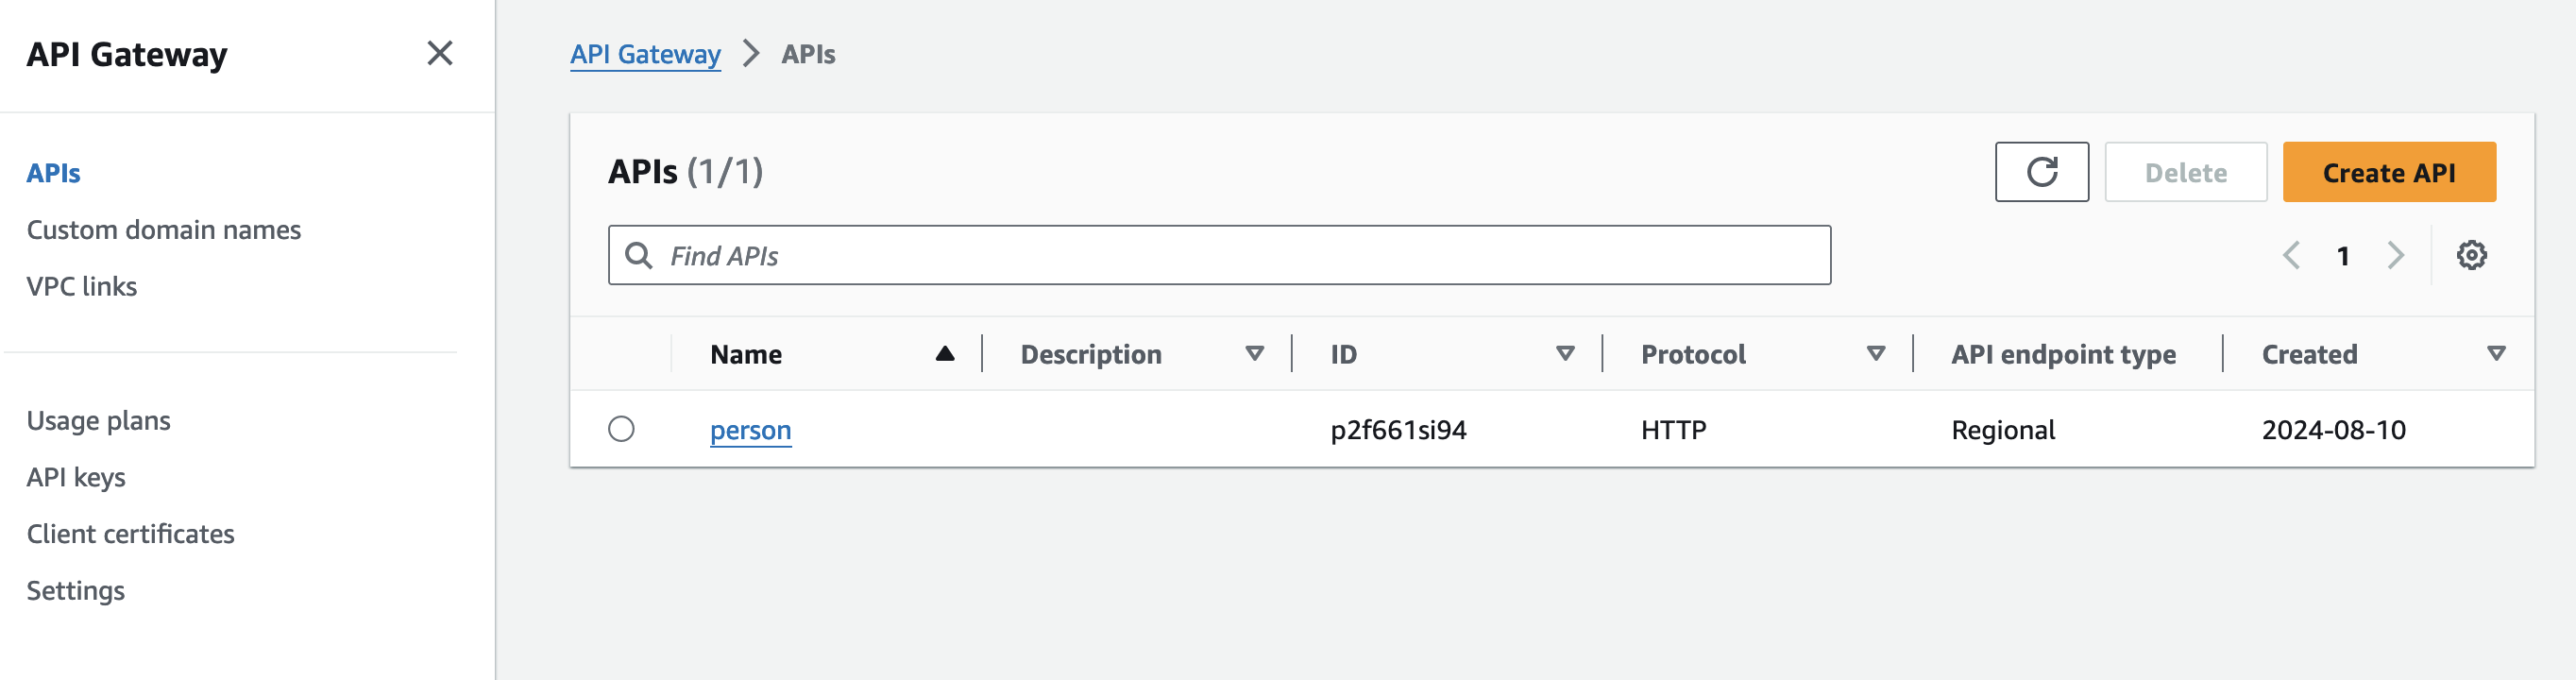 API Gateway
APIs
Custom domain names
VPC links
Usage plans
API keys
Client certificates
Settings
API Gateway > APIs
APIs (1/1)
Delete
Create API
Find APIs
1
Name Description ID Protocol API endpoint type Created
person p2f661si94 HTTP Regional 2024-08-10